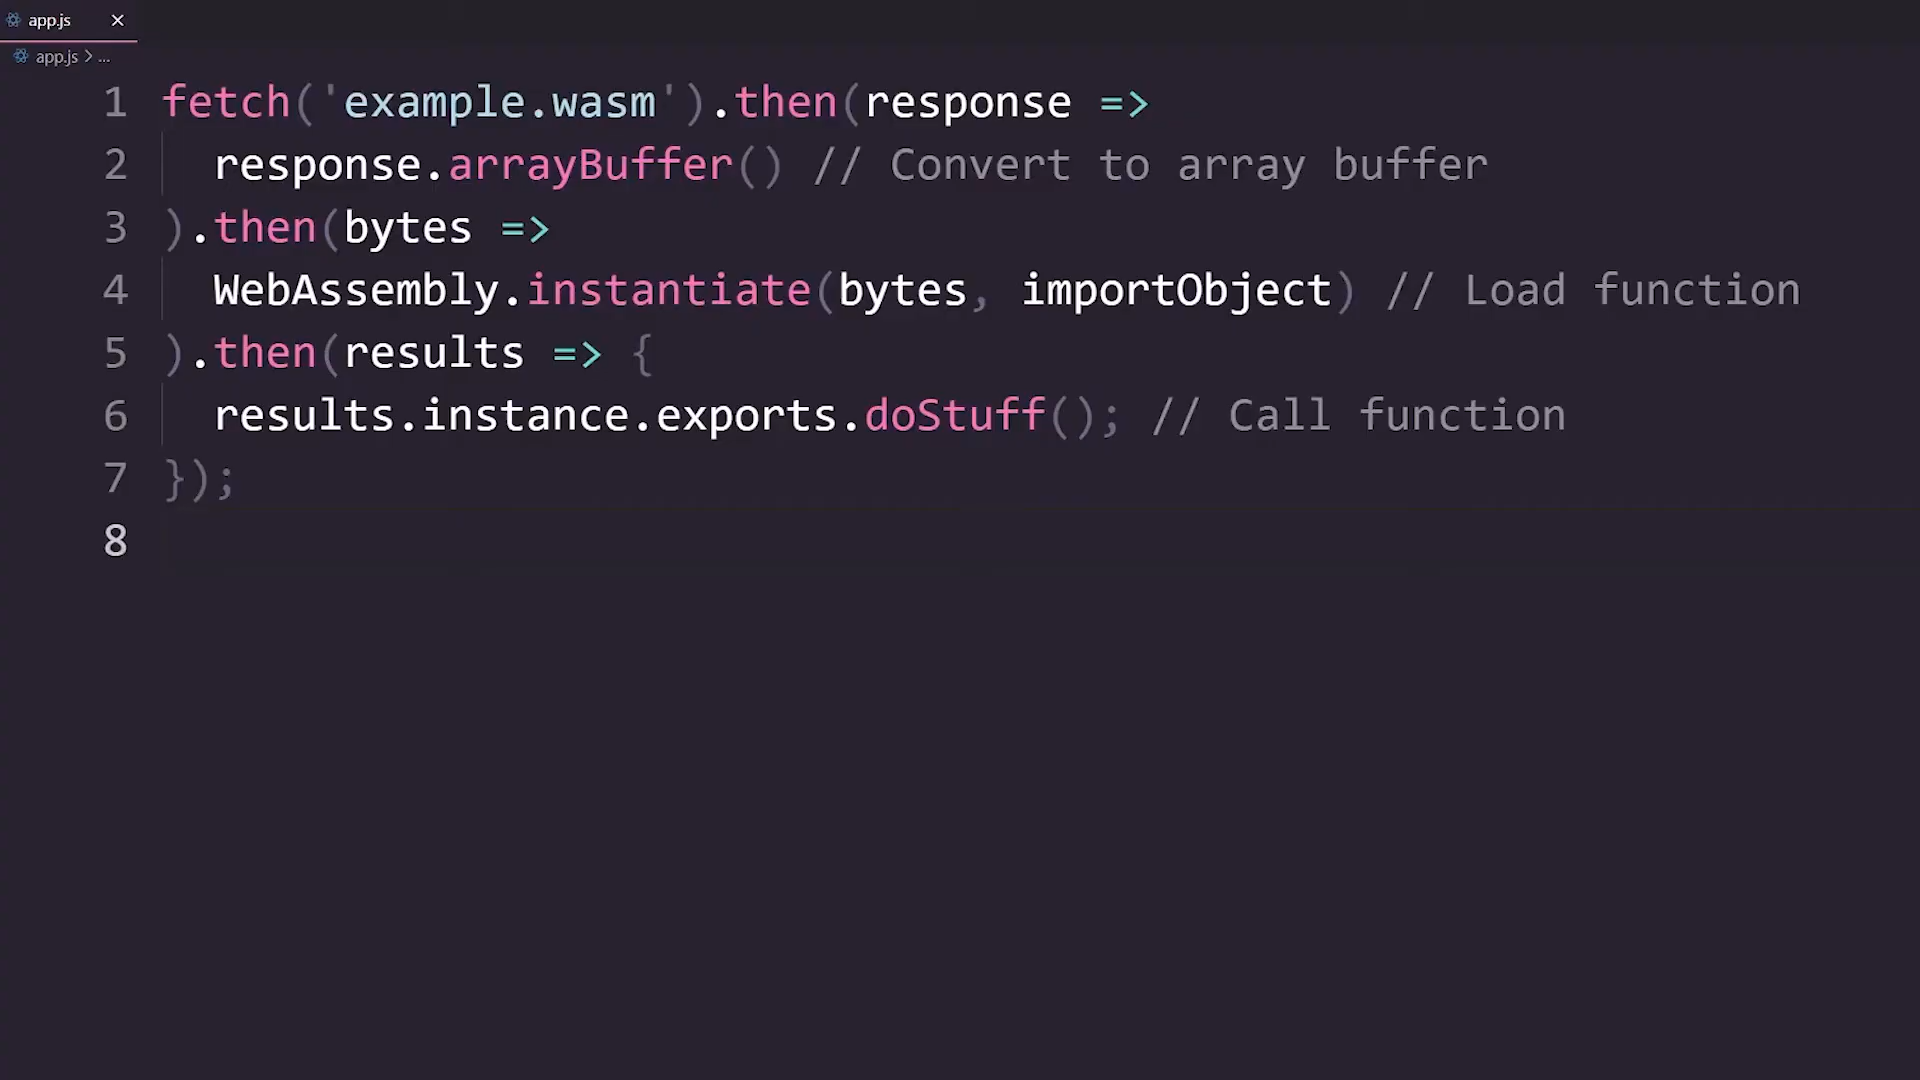 app.js ×
app.js > ...
1 fetch('example.wasm').then(response =>
2   response.arrayBuffer() // Convert to array buffer
3 ).then(bytes =>
4   WebAssembly.instantiate(bytes, importObject) // Load function
5 ).then(results => {
6   results.instance.exports.doStuff(); // Call function
7 });
8